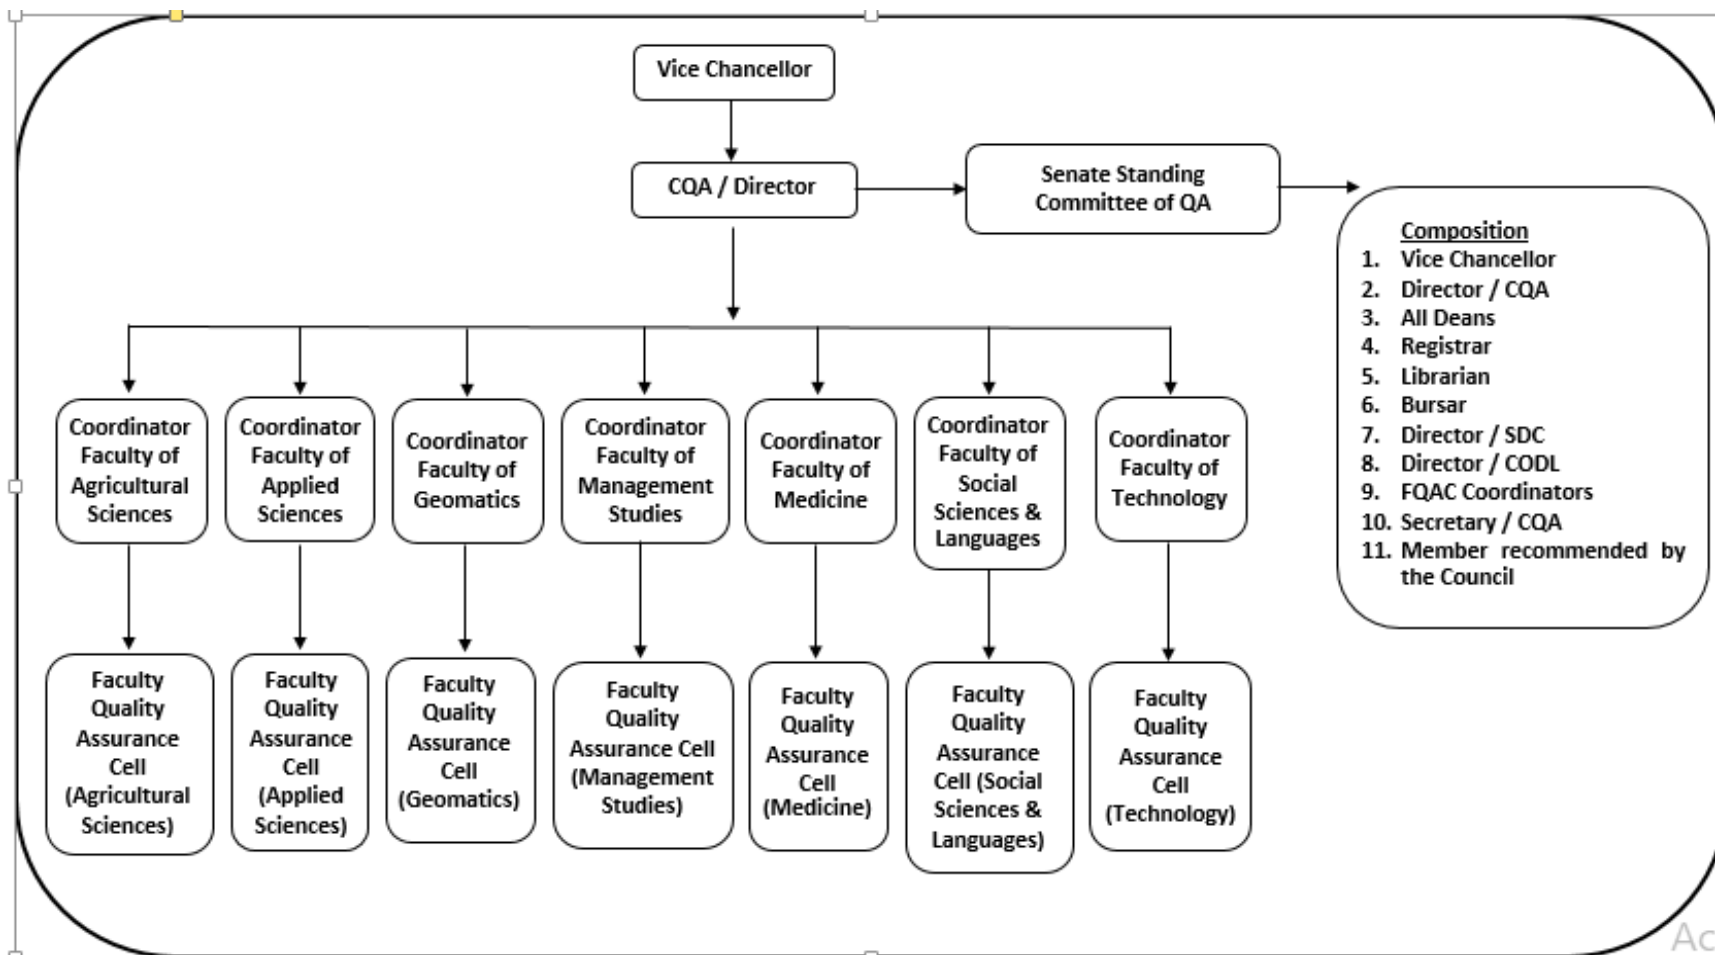 Vice Chancellor
CQA / Director
Senate Standing
Committee of QA
Composition
1. Vice Chancellor
2. Director / CQA
3. All Deans
4. Registrar
5. Librarian
6. Bursar
7. Director / SDC
8. Director / CODL
9. FQAC Coordinators
10. Secretary / CQA
11. Member recommended by
the Council
Coordinator
Faculty of
Agricultural
Sciences
Coordinator
Faculty of
Applied
Sciences
Coordinator
Faculty of
Geomatics
Coordinator
Faculty of
Management
Studies
Coordinator
Faculty of
Medicine
Coordinator
Faculty of
Social
Sciences &
Languages
Coordinator
Faculty of
Technology
Faculty
Quality
Assurance
Cell
(Agricultural
Sciences)
Faculty
Quality
Assurance
Cell
(Applied
Sciences)
Faculty
Quality
Assurance
Cell
(Geomatics)
Faculty
Quality
Assurance Cell
(Management
Studies)
Faculty
Quality
Assurance
Cell
(Medicine)
Faculty
Quality
Assurance
Cell (Social
Sciences &
Languages)
Faculty
Quality
Assurance
Cell
(Technology)
Ac